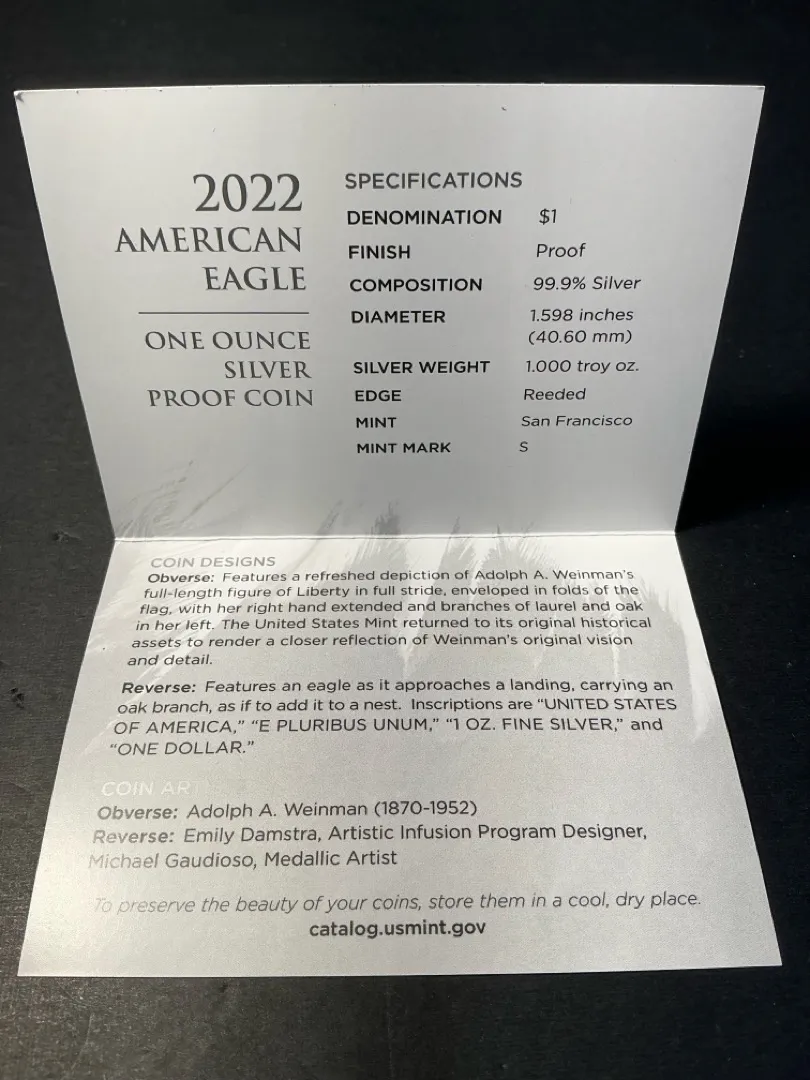 2022
AMERICAN
EAGLE
ONE OUNCE
SILVER
PROOF COIN
SPECIFICATIONS
DENOMINATION $1
FINISH Proof
COMPOSITION 99.9% Silver
DIAMETER 1.598 inches
(40.60 mm)
SILVER WEIGHT 1.000 troy oz.
EDGE Reeded
MINT San Francisco
MINT MARK S
COIN DESIGNS
Obverse: Features a refreshed depiction of Adolph A. Weinman's
full-length figure of Liberty in full stride, enveloped in folds of the
flag, with her right hand extended and branches of laurel and oak
in her left. The United States Mint returned to its original historical
assets to render a closer reflection of Weinman's original vision
and detail.
Reverse: Features an eagle as it approaches a landing, carrying an
oak branch, as if to add it to a nest. Inscriptions are “UNITED STATES
OF AMERICA,” “E PLURIBUS UNUM,” “1 OZ. FINE SILVER,” and
“ONE DOLLAR.”
COIN
Obverse: Adolph A. Weinman (1870-1952)
Reverse: Emily Damstra, Artistic Infusion Program Designer,
Michael Gaudioso, Medallic Artist
To preserve the beauty of your coins, store them in a cool, dry place.
catalog.usmint.gov